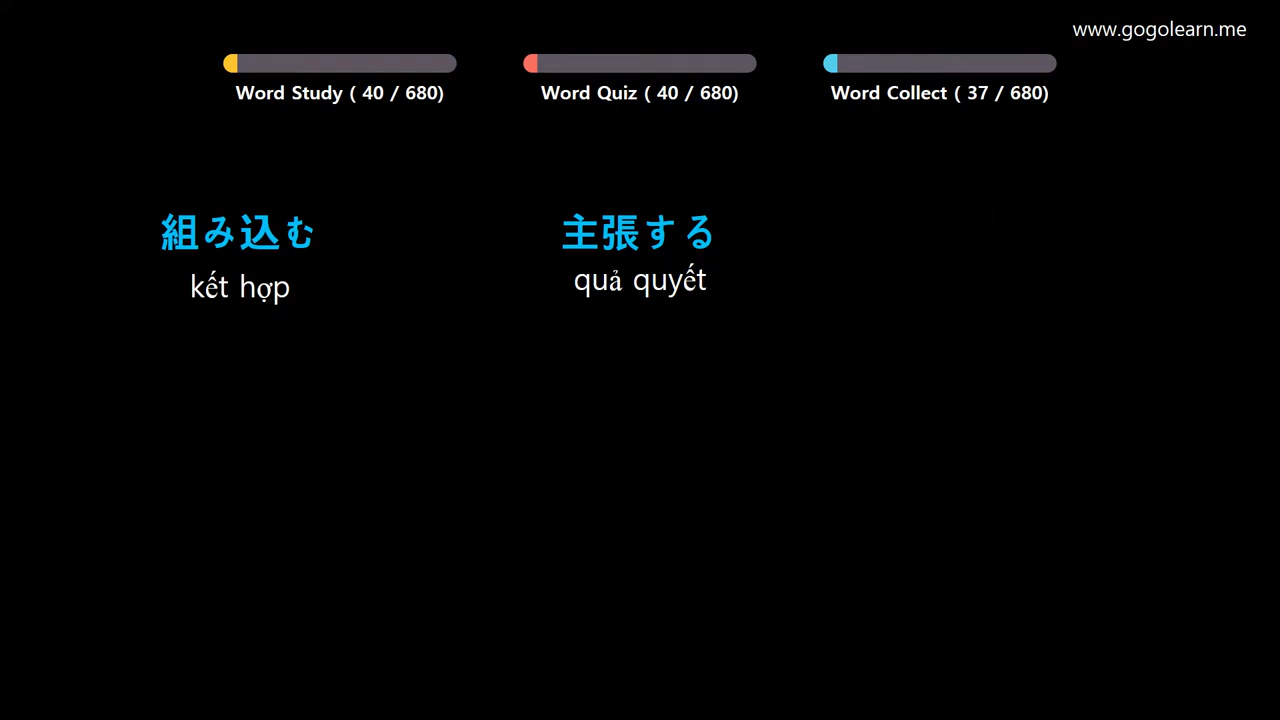 www.gogolearn.me
Word Study ( 40 / 680)
Word Quiz ( 40 / 680)
Word Collect ( 37 / 680)
組み込む
kết hợp
主張する
quả quyết